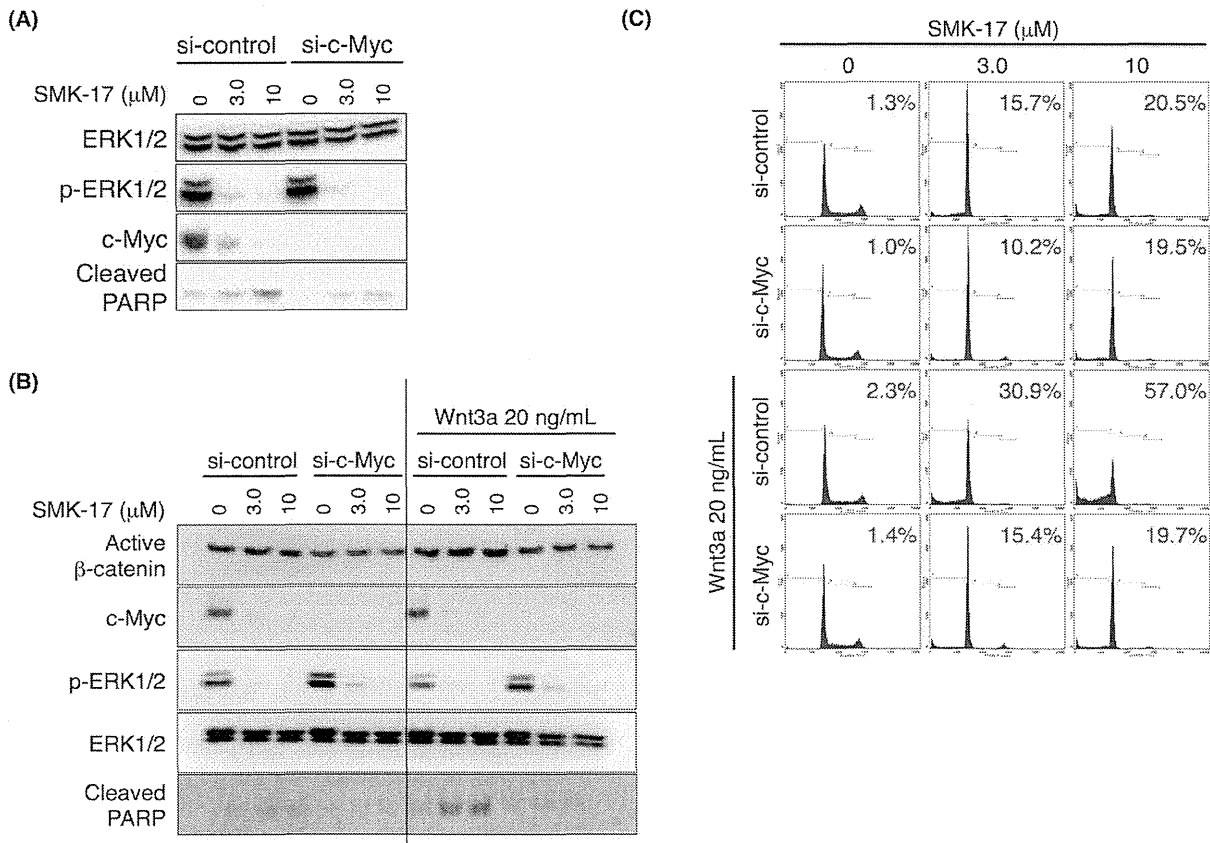 (A)
si-control si-c-Myc
SMK-17 (μM) 0 3.0 10 0 3.0 10
ERK1/2
p-ERK1/2
c-Myc
Cleaved
PARP
(B)
Wnt3a 20 ng/mL
si-control si-c-Myc si-control si-c-Myc
SMK-17 (μM) 0 3.0 10 0 3.0 10 0 3.0 10 0 3.0 10
Active
β-catenin
c-Myc
p-ERK1/2
ERK1/2
Cleaved
PARP
(C)
SMK-17 (μM)
0 3.0 10
si-control
1.3% 15.7% 20.5%
si-c-Myc
1.0% 10.2% 19.5%
Wnt3a 20 ng/mL
si-control
2.3% 30.9% 57.0%
si-c-Myc
1.4% 15.4% 19.7%